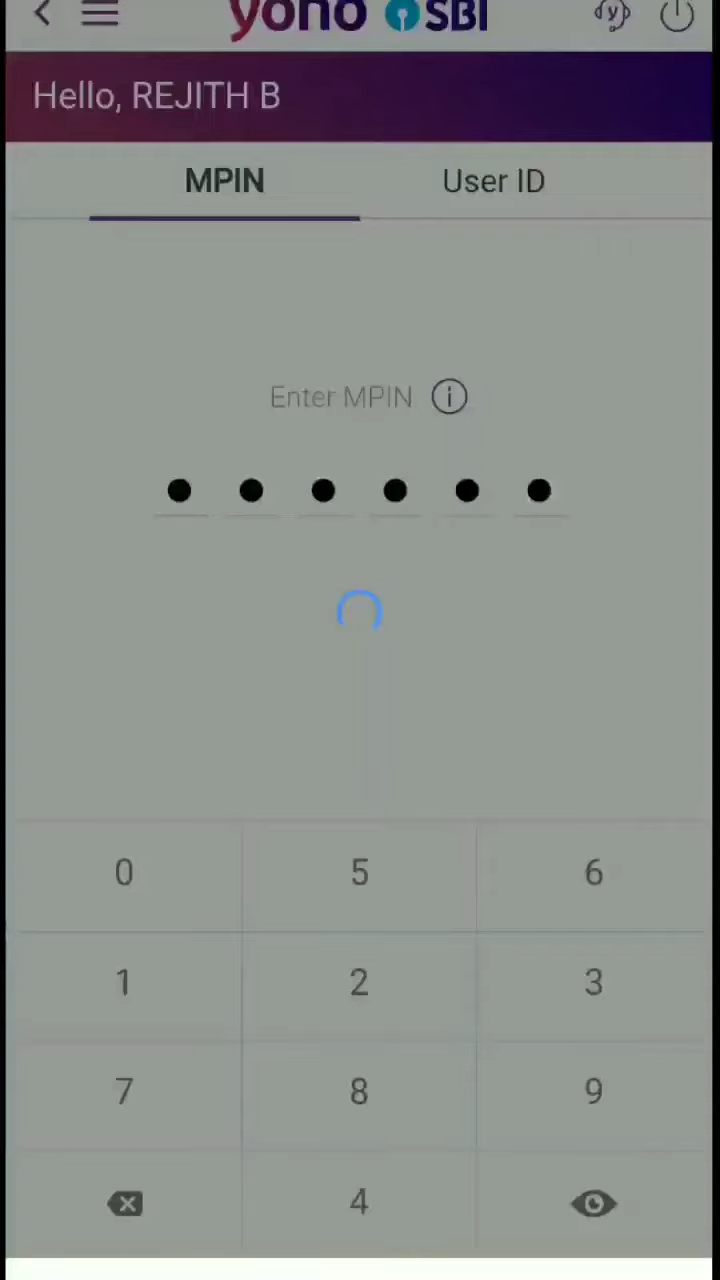 yono SBI
Hello, REJITH B
MPIN User ID
Enter MPIN
0 5 6
1 2 3
7 8 9
4